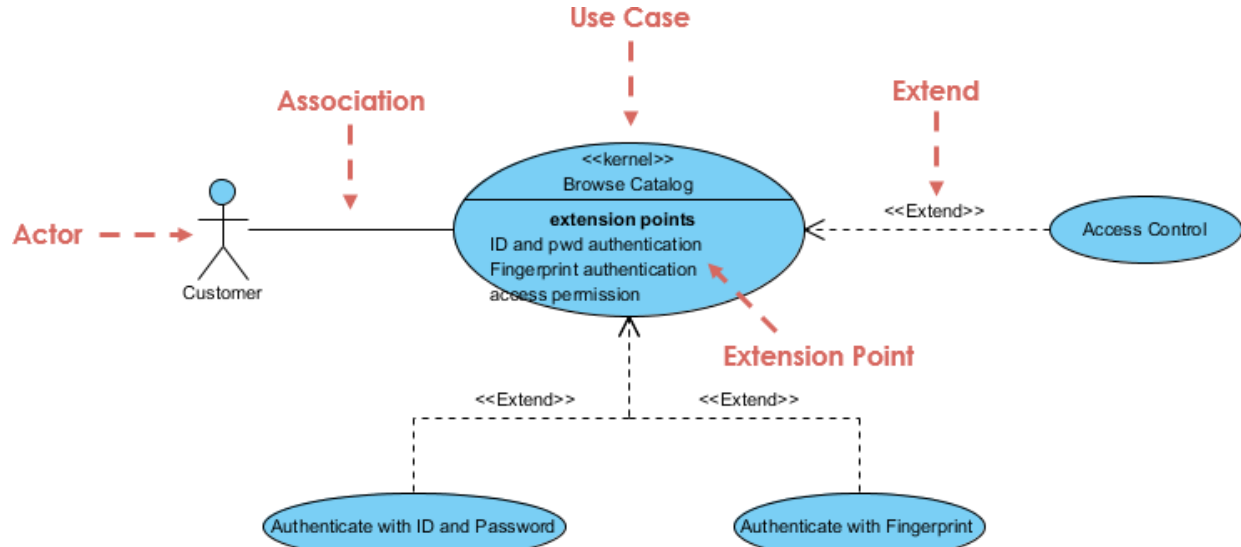 Use Case
Association
Extend
<<kernel>>
Browse Catalog
<<Extend>>
Access Control
Actor
extension points
ID and pwd authentication
Fingerprint authentication
access permission
Customer
Extension Point
<<Extend>>
<<Extend>>
Authenticate with ID and Password
Authenticate with Fingerprint